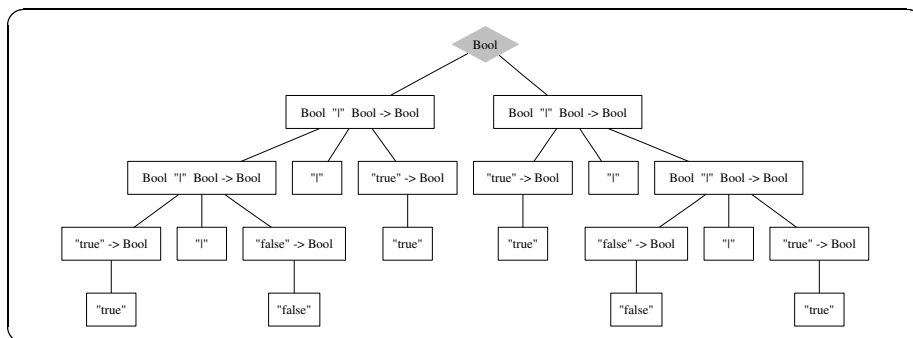 Bool
Bool "|" Bool -> Bool Bool "|" Bool -> Bool
Bool "|" Bool -> Bool "|" "true" -> Bool "true" -> Bool "|" Bool "|" Bool -> Bool
"true" -> Bool "|" "false" -> Bool "true" "true" "false" -> Bool "|" "true" -> Bool
"true" "false" "false" "true"